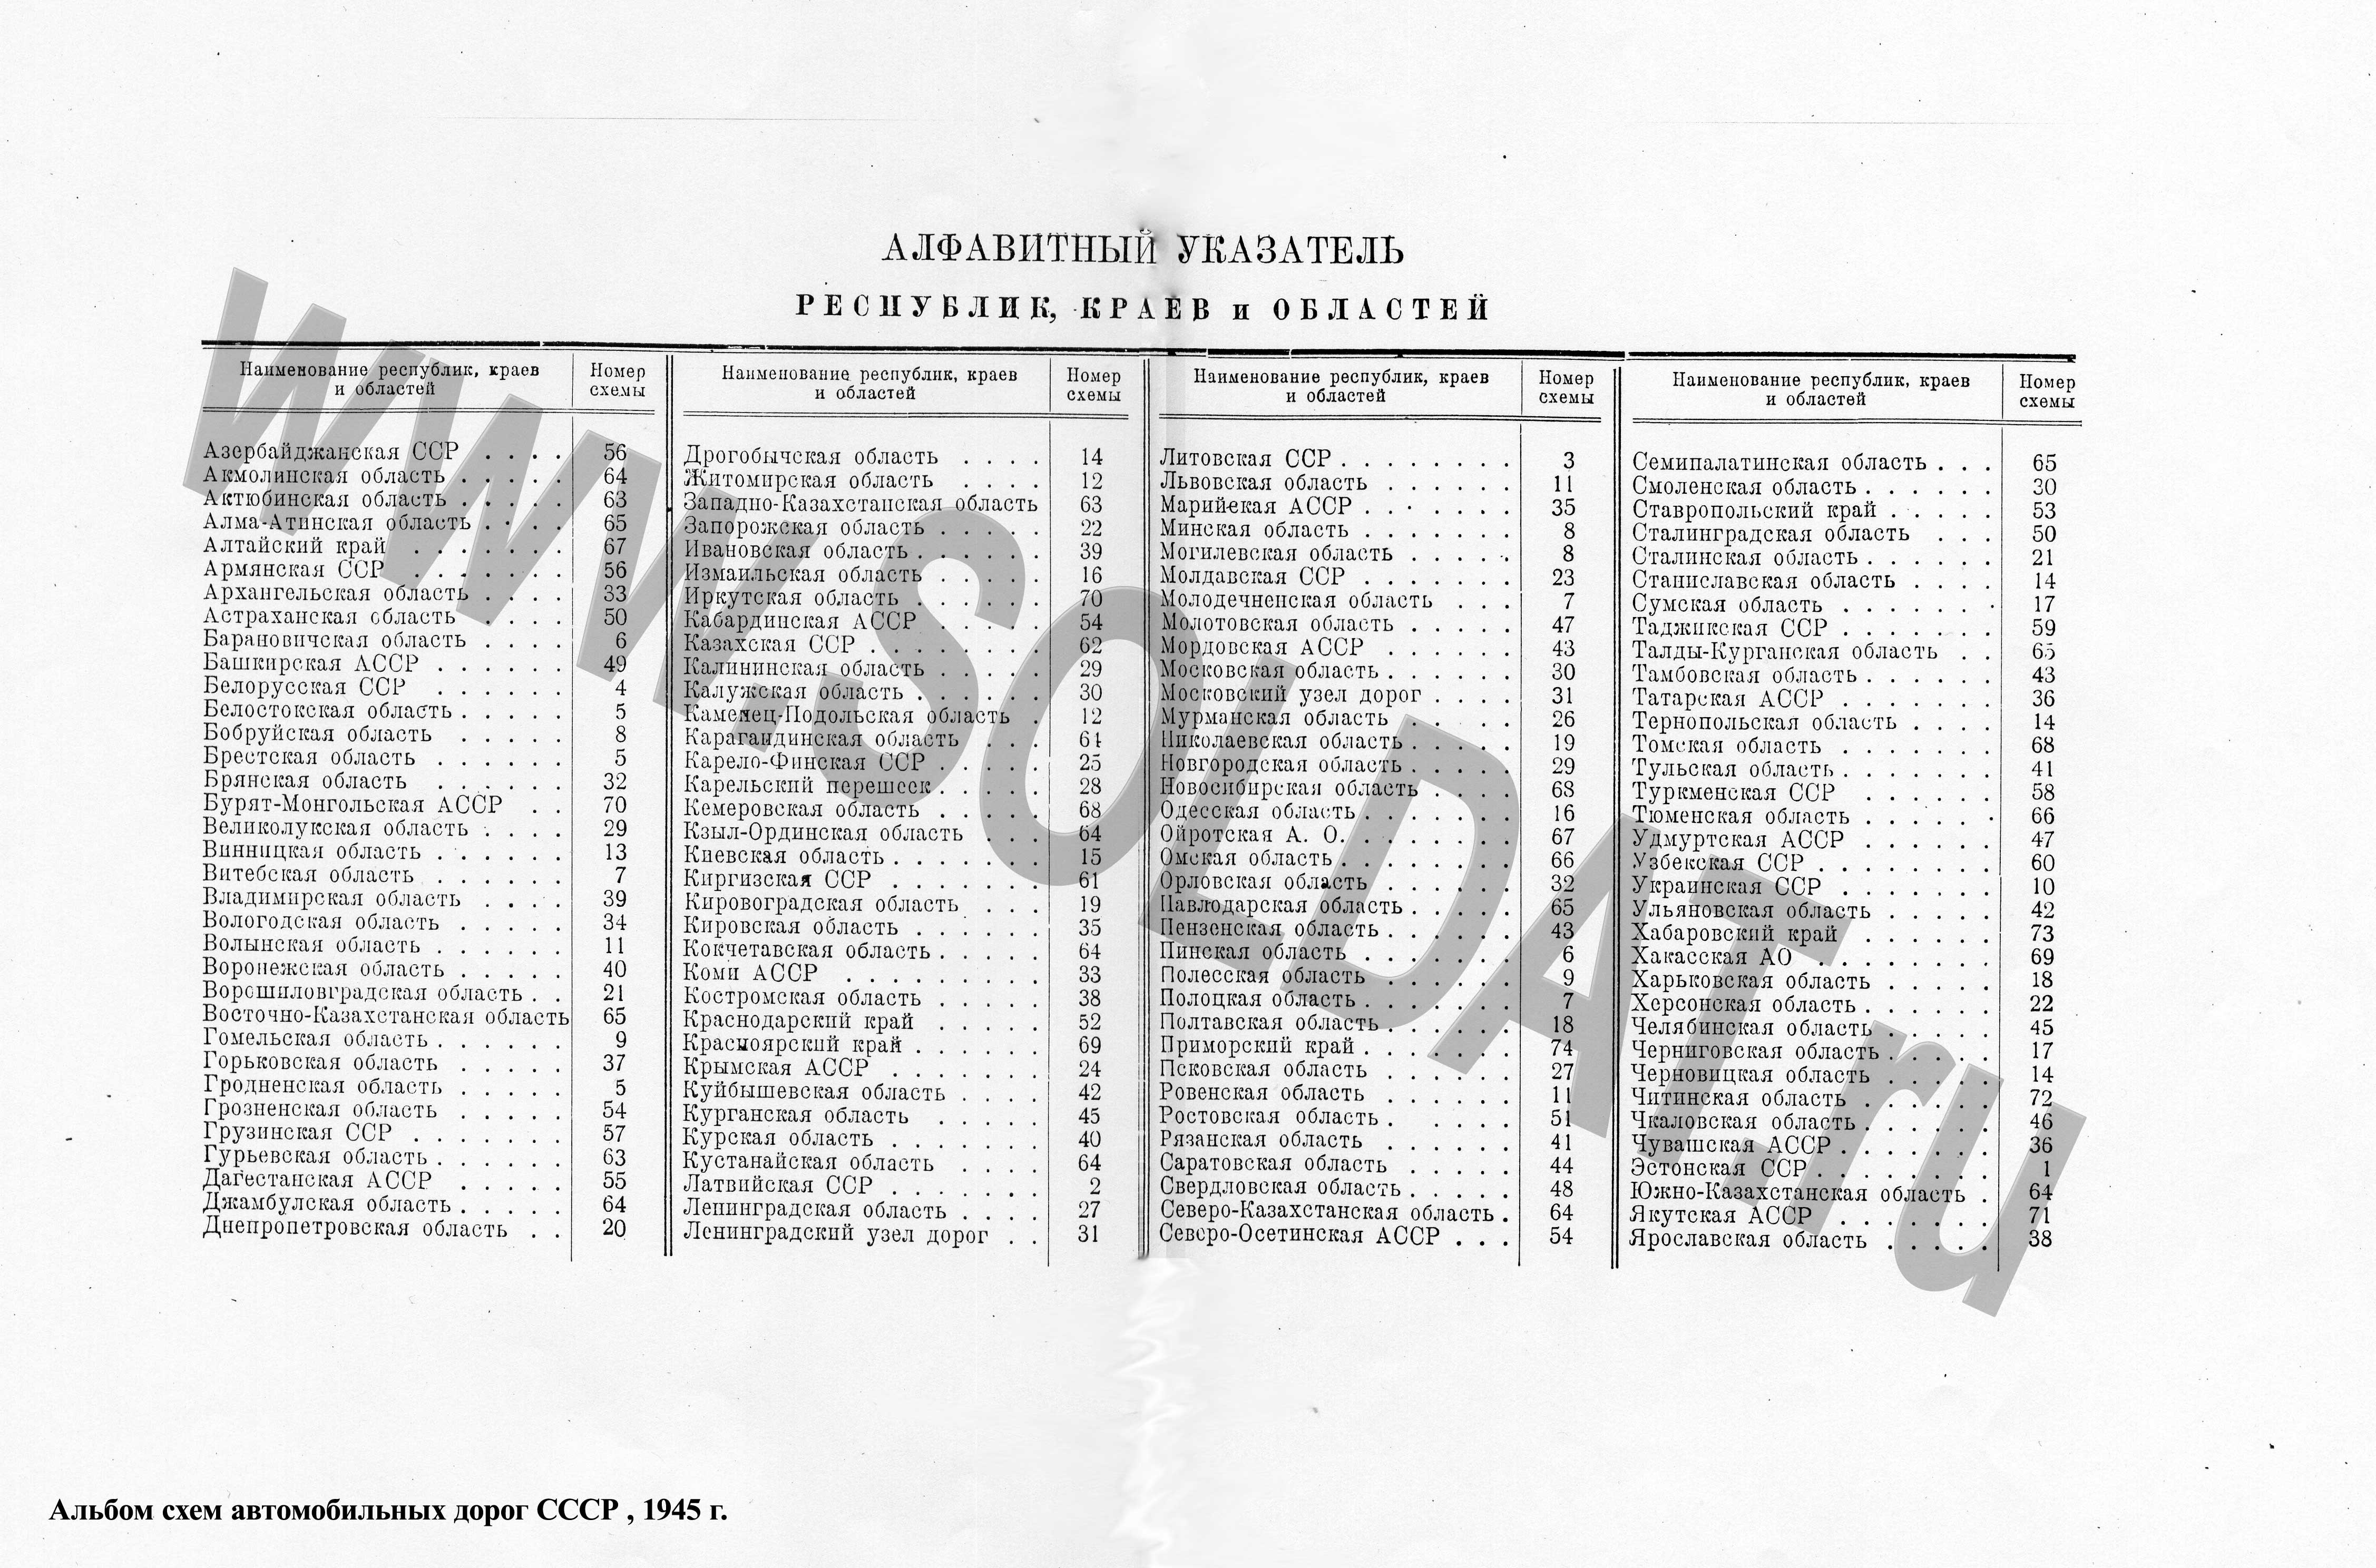 АЛФАВИТНЫЙ УКАЗАТЕЛЬ
РЕСПУБЛИК, КРАЕВ и ОБЛАСТЕЙ
Наименование республик, краев
и областей
Номер
схемы
Азербайджанская ССР . . . . 56
Акмолинская область . . . . . 64
Актюбинская область . . . . . 63
Алма-Атинская область . . . . 65
Алтайский край . . . . . . . 67
Армянская ССР . . . . . . . 56
Архангельская область . . . . 33
Астраханская область . . . . 50
Барановичская область . . . . 6
Башкирская АССР . . . . . . 49
Белорусская ССР . . . . . . 4
Белостокская область . . . . . 5
Бобруйская область . . . . . 8
Брестская область . . . . . . 5
Брянская область . . . . . . 32
Бурят-Монгольская АССР . . 70
Великолукская область . . . . 29
Винницкая область . . . . . . 13
Витебская область . . . . . . 7
Владимирская область . . . . 39
Вологодская область . . . . . 34
Волынская область . . . . . . 11
Воронежская область . . . . . 40
Ворошиловградская область . . 21
Восточно-Казахстанская область 65
Гомельская область . . . . . . 9
Горьковская область . . . . . 37
Гродненская область . . . . . 5
Грозненская область . . . . . 54
Грузинская ССР . . . . . . . 57
Гурьевская область . . . . . . 63
Дагестанская АССР . . . . . 55
Джамбулская область . . . . . 64
Днепропетровская область . . 20
Наименование республик, краев
и областей
Номер
схемы
Дрогобычская область . . . . 14
Житомирская область . . . . 12
Западно-Казахстанская область 63
Запорожская область . . . . . 22
Ивановская область . . . . . . 39
Измаильская область . . . . . 16
Иркутская область . . . . . . 70
Кабардинская АССР . . . . . 54
Казахская ССР . . . . . . . . 62
Калининская область . . . . . 29
Калужская область . . . . . . 30
Каменец-Подольская область . 12
Карагандинская область . . . 64
Карело-Финская ССР . . . . . 25
Карельский перешеек . . . . . 28
Кемеровская область . . . . . 68
Кзыл-Ординская область . . . 64
Киевская область . . . . . . . 15
Киргизская ССР . . . . . . . 61
Кировоградская область . . . 19
Кировская область . . . . . . 35
Кокчетавская область . . . . . 64
Коми АССР . . . . . . . . . 33
Костромская область . . . . . 38
Краснодарский край . . . . . 52
Красноярский край . . . . . . 69
Крымская АССР . . . . . . . 24
Куйбышевская область . . . . 42
Курганская область . . . . . 45
Курская область . . . . . . . 40
Кустанайская область . . . . 64
Латвийская ССР . . . . . . . 2
Ленинградская область . . . . 27
Ленинградский узел дорог . . 31
Наименование республик, краев
и областей
Номер
схемы
Литовская ССР . . . . . . . . 3
Львовская область . . . . . . 11
Марийская АССР . . . . . . . 35
Минская область . . . . . . . 8
Могилевская область . . . . . 8
Молдавская ССР . . . . . . . 23
Молодечненская область . . . 7
Молотовская область . . . . . 47
Мордовская АССР . . . . . . 43
Московская область . . . . . . 30
Московский узел дорог . . . . 31
Мурманская область . . . . . 26
Николаевская область . . . . . 19
Новгородская область . . . . . 29
Новосибирская область . . . . 68
Одесская область . . . . . . . 16
Ойротская А. О. . . . . . . . 67
Омская область . . . . . . . . 66
Орловская область . . . . . . 32
Павлодарская область . . . . . 65
Пензенская область . . . . . . 43
Пинская область . . . . . . . 6
Полесская область . . . . . . 9
Полоцкая область . . . . . . . 7
Полтавская область . . . . . . 18
Приморский край . . . . . . . 74
Псковская область . . . . . . 27
Ровенская область . . . . . . 11
Ростовская область . . . . . 51
Рязанская область . . . . . . 41
Саратовская область . . . . . 44
Свердловская область . . . . . 48
Северо-Казахстанская область . 64
Северо-Осетинская АССР . . . 54
Наименование республик, краев
и областей
Номер
схемы
Семипалатинская область . . . 65
Смоленская область . . . . . . 30
Ставропольский край . . . . . 53
Сталинградская область . . . 50
Сталинская область . . . . . . 21
Станиславская область . . . . 14
Сумская область . . . . . . . 17
Таджикская ССР . . . . . . . 59
Талды-Курганская область . . 65
Тамбовская область . . . . . . 43
Татарская АССР . . . . . . . 36
Тернопольская область . . . . 14
Томская область . . . . . . . 68
Тульская область . . . . . . . 41
Туркменская ССР . . . . . . 58
Тюменская область . . . . . . 66
Удмуртская АССР . . . . . . 47
Узбекская ССР . . . . . . . . 60
Украинская ССР . . . . . . . 10
Ульяновская область . . . . . 42
Хабаровский край . . . . . . 73
Хакасская АО . . . . . . . . 69
Харьковская область . . . . . 18
Херсонская область . . . . . . 22
Челябинская область . . . . . 45
Черниговская область . . . . . 17
Черновицкая область . . . . . 14
Читинская область . . . . . . 72
Чкаловская область . . . . . . 46
Чувашская АССР . . . . . . . 36
Эстонская ССР . . . . . . . . 1
Южно-Казахстанская область . 64
Якутская АССР . . . . . . . 71
Ярославская область . . . . . 38
www.SOLDAT.ru
Альбом схем автомобильных дорог СССР , 1945 г.